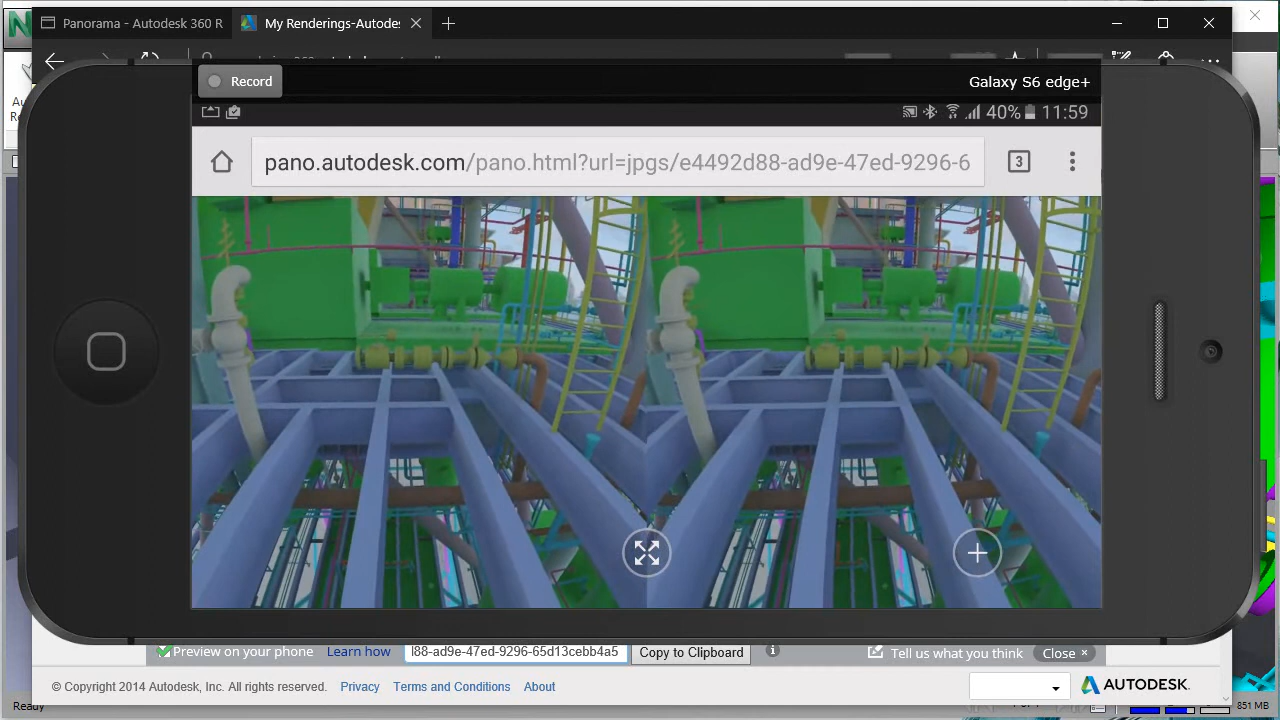 Panorama - Autodesk 360 R
My Renderings-Autodes
Record
Galaxy S6 edge+
40% 11:59
pano.autodesk.com/pano.html?url=jpgs/e4492d88-ad9e-47ed-9296-6
3
Preview on your phone
Learn how
l88-ad9e-47ed-9296-65d13cebb4a5
Copy to Clipboard
Tell us what you think
Close ×
© Copyright 2014 Autodesk, Inc. All rights reserved.
Privacy
Terms and Conditions
About
AUTODESK.
Ready
851 MB